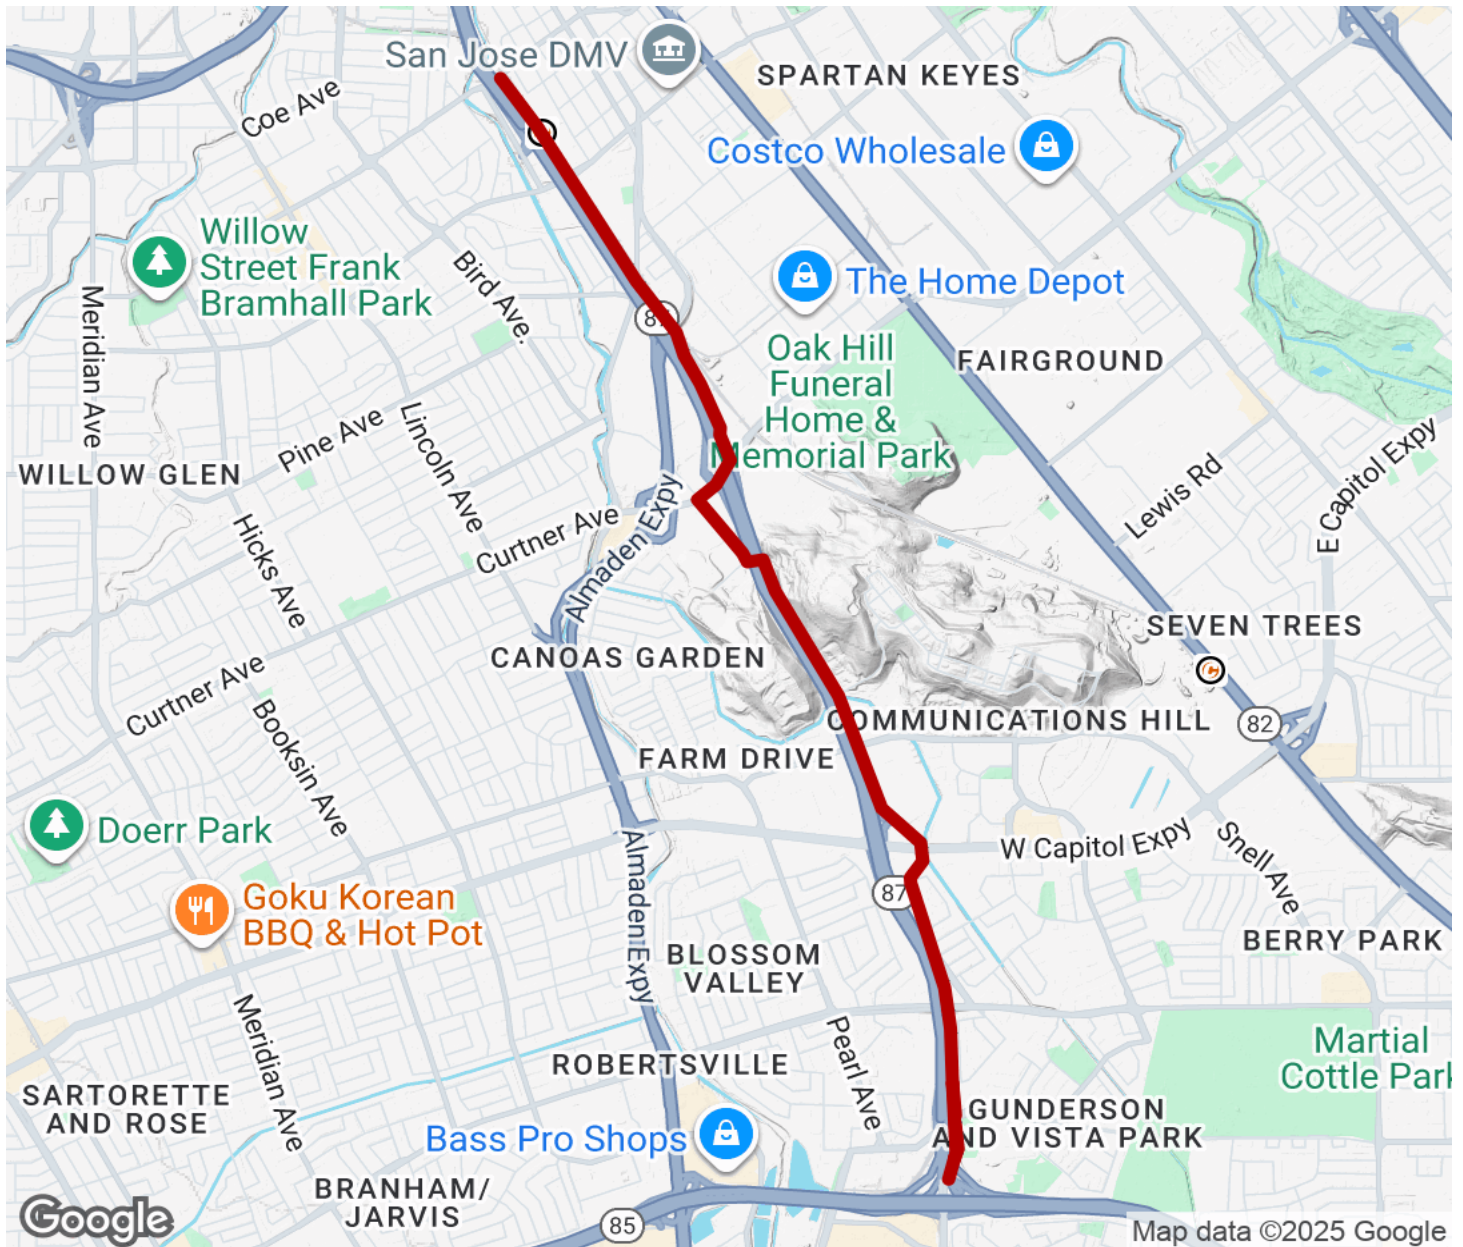 San Jose DMV
SPARTAN KEYES
Coe Ave
Costco Wholesale
Willow
Street Frank
Bramhall Park
Bird Ave.
The Home Depot
Meridian Ave
87
Oak Hill
Funeral
Home &
Memorial Park
FAIRGROUND
Pine Ave
Lincoln Ave
WILLOW GLEN
E Capitol Expy
Lewis Rd
Almaden Expy
Curtner Ave
Hicks Ave
SEVEN TREES
CANOAS GARDEN
Curtner Ave
COMMUNICATIONS HILL
82
Booksin Ave
FARM DRIVE
Doerr Park
Almaden Expy
W Capitol Expy
Snell Ave
87
Goku Korean
BBQ & Hot Pot
BERRY PARK
BLOSSOM
VALLEY
Meridian Ave
Pearl Ave
Martial
Cottle Park
ROBERTSVILLE
SARTORETTE
AND ROSE
GUNDERSON
AND VISTA PARK
Bass Pro Shops
BRANHAM/
JARVIS
85
Google
Map data ©2025 Google